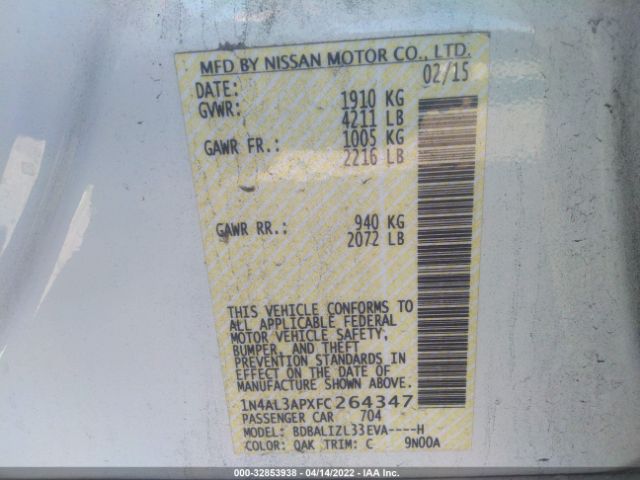 MFD BY NISSAN MOTOR CO., LTD.
DATE: 02/15
GVWR: 1910 KG
4211 LB
GAWR FR.: 1005 KG
2216 LB
GAWR RR.: 940 KG
2072 LB
THIS VEHICLE CONFORMS TO
ALL APPLICABLE FEDERAL
MOTOR VEHICLE SAFETY,
BUMPER, AND THEFT
PREVENTION STANDARDS IN
EFFECT ON THE DATE OF
MANUFACTURE SHOWN ABOVE.
1N4AL3APXFC264347
PASSENGER CAR 704
MODEL: BDBALIZL33EVA----H
COLOR: QAK TRIM: C 9N00A
000-32853938 - 04/14/2022 - IAA Inc.